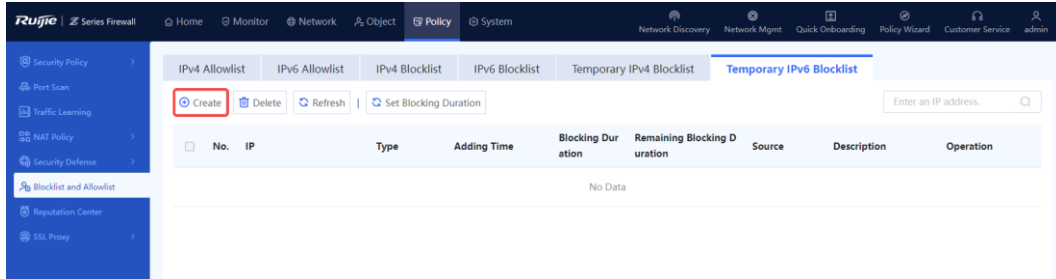 Ruijie | Z Series Firewall
Home Monitor Network Object Policy System
Network Discovery Network Mgmt Quick Onboarding Policy Wizard Customer Service admin
Security Policy
Port Scan
Traffic Learning
NAT Policy
Security Defense
Blocklist and Allowlist
Reputation Center
SSL Proxy
IPv4 Allowlist IPv6 Allowlist IPv4 Blocklist IPv6 Blocklist Temporary IPv4 Blocklist Temporary IPv6 Blocklist
Create Delete Refresh | Set Blocking Duration Enter an IP address.
No. IP Type Adding Time Blocking Dur Remaining Blocking D Source Description Operation
ation uration
No Data